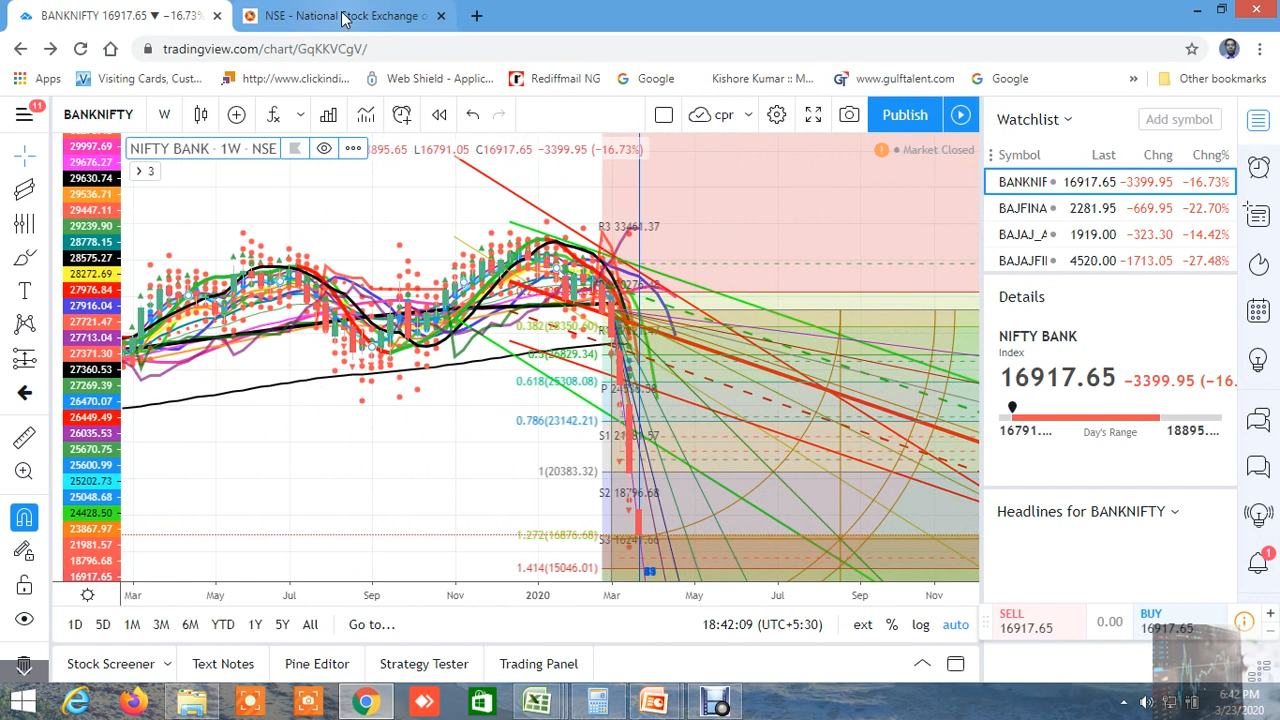 BANKNIFTY 16917.65 ▼ −16.73%
NSE - National Stock Exchange o
tradingview.com/chart/GqKKVCgV/
Apps
Visiting Cards, Cust...
http://www.clickindi...
Web Shield - Applic...
Rediffmail NG
Google
Kishore Kumar :: M...
www.gulftalent.com
Google
»
Other bookmarks
11
BANKNIFTY
W
cpr
Publish
Watchlist
Add symbol
NIFTY BANK · 1W · NSE
L16791.05 C16917.65 −3399.95 (−16.73%)
Market Closed
3
Symbol Last Chng Chng%
BANKNIF 16917.65 −3399.95 −16.73%
BAJFINA 2281.95 −669.95 −22.70%
BAJAJ_A 1919.00 −323.30 −14.42%
BAJAJFII 4520.00 −1713.05 −27.48%
29997.69
29676.27
29630.74
29536.71
29447.11
29239.90
28778.15
28575.27
28272.69
27976.84
27916.04
27721.47
27713.04
27371.30
27360.53
27269.39
26470.07
26449.49
26035.53
25670.75
25600.99
25202.73
25048.68
24428.50
23867.97
21981.57
18796.68
16917.65
R3 33461.37
0.382(28350.60)
0.618(25308.08)
0.786(23142.21)
1(20383.32)
S2 18796.68
1.272(16876.68)
1.414(15046.01)
Details
NIFTY BANK
Index
16917.65 −3399.95 (−16.
16791....
Day's Range
18895....
Headlines for BANKNIFTY
Mar May Jul Sep Nov 2020 Mar May Jul Sep Nov
1D 5D 1M 3M 6M YTD 1Y 5Y All Go to...
18:42:09 (UTC+5:30)
ext % log auto
SELL
16917.65
0.00
BUY
16917.65
1
Stock Screener
Text Notes
Pine Editor
Strategy Tester
Trading Panel
6:42 PM
3/23/2020